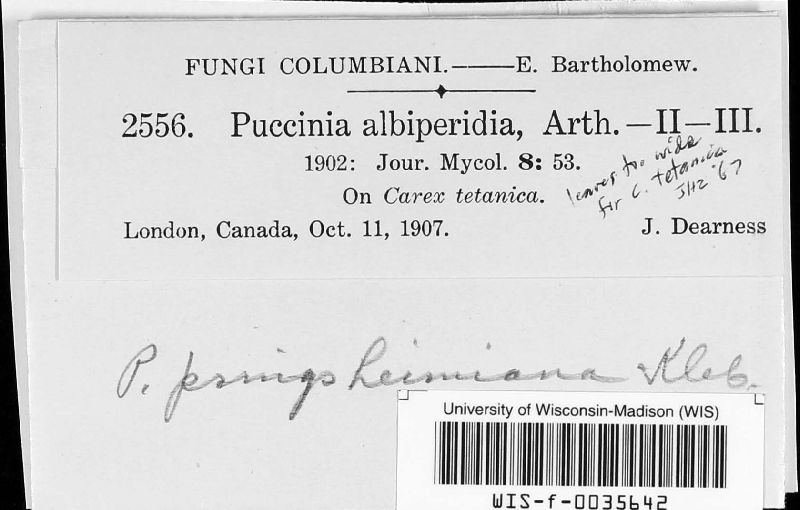 FUNGI COLUMBIANI.——E. Bartholomew.
2556. Puccinia albiperidia, Arth.—II—III.
1902: Jour. Mycol. 8: 53.
On Carex tetanica.
leaves too wide
for C. tetanica
JHZ '67
London, Canada, Oct. 11, 1907. J. Dearness
P. pringsheimiana Kleb.
University of Wisconsin-Madison (WIS)
WIS-f-0035642